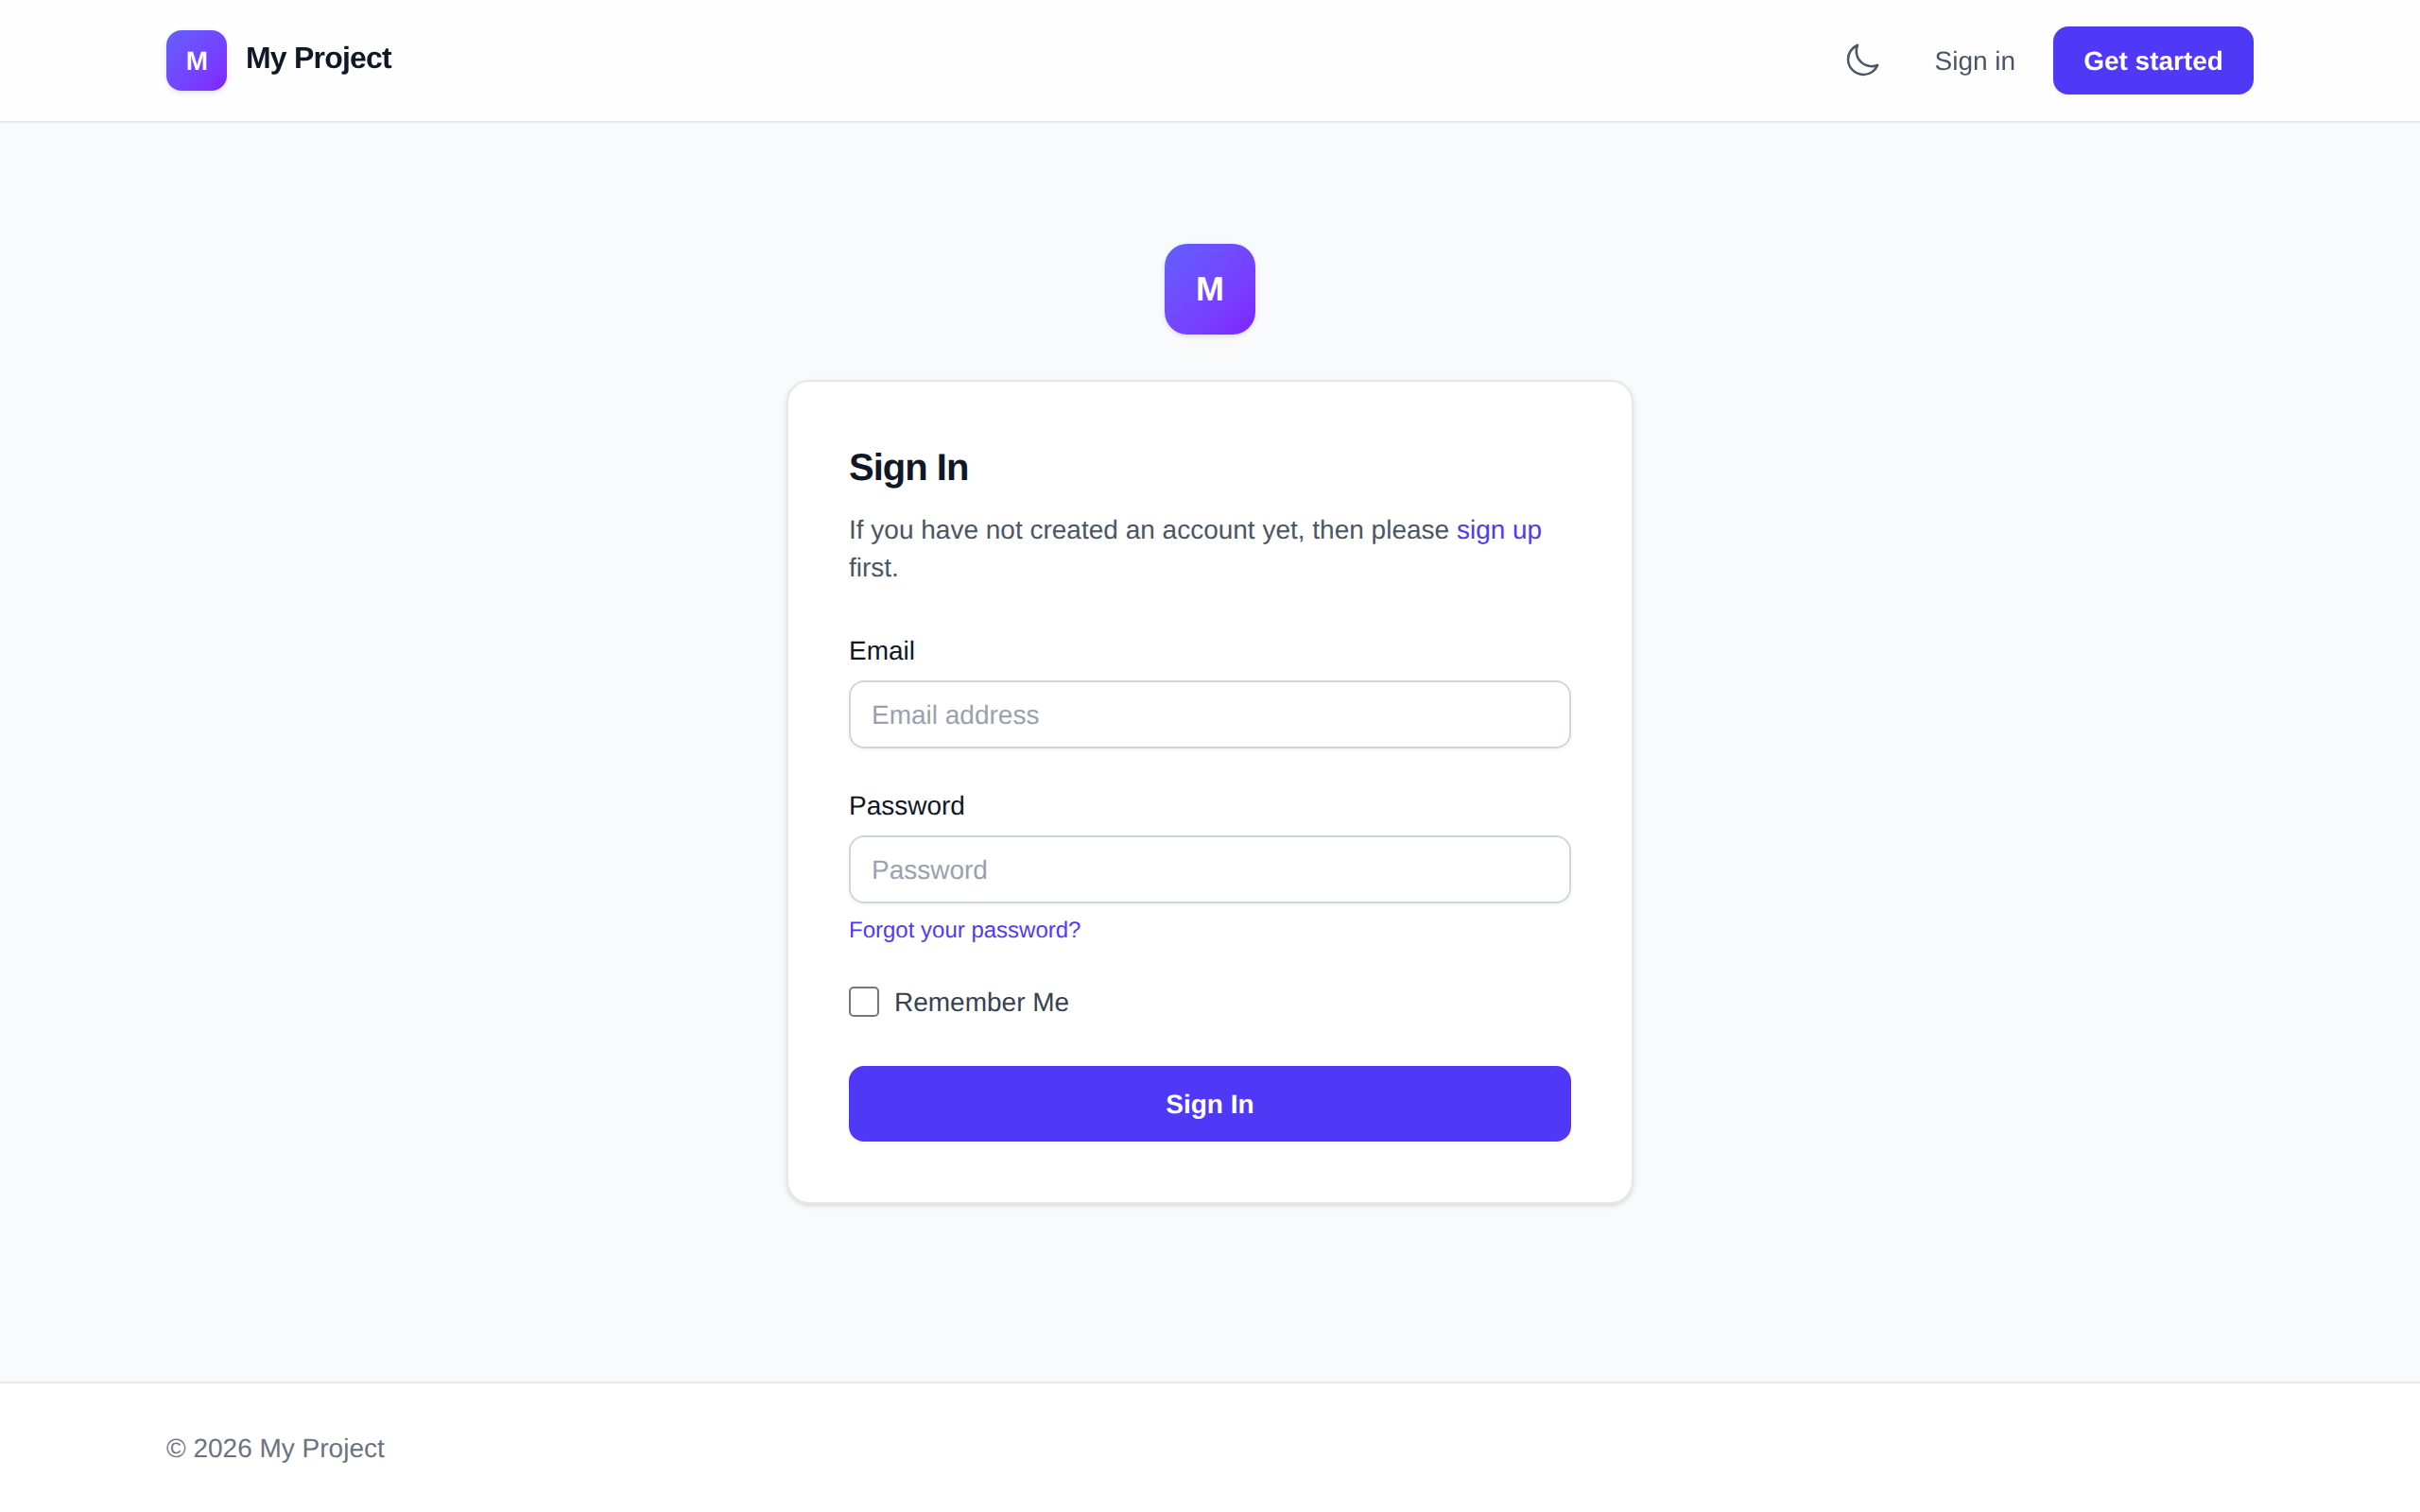 M My Project Sign in Get started
M
Sign In
If you have not created an account yet, then please sign up
first.
Email
Email address
Password
Password
Forgot your password?
Remember Me
Sign In
© 2026 My Project